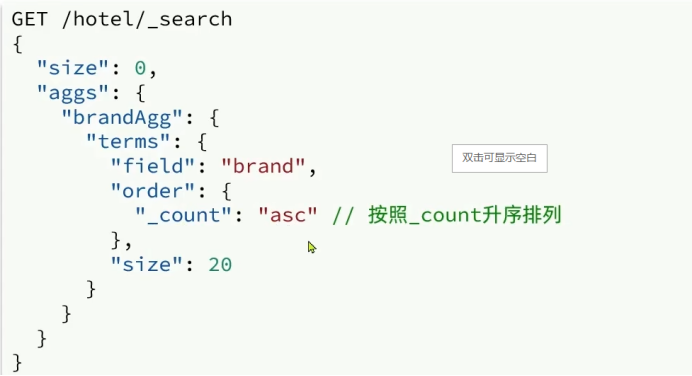 GET /hotel/_search
{
  "size": 0,
  "aggs": {
    "brandAgg": {
      "terms": {
        "field": "brand",
        "order": {
          "_count": "asc" // 按照_count升序排列
        },
        "size": 20
      }
    }
  }
}
双击可显示空白